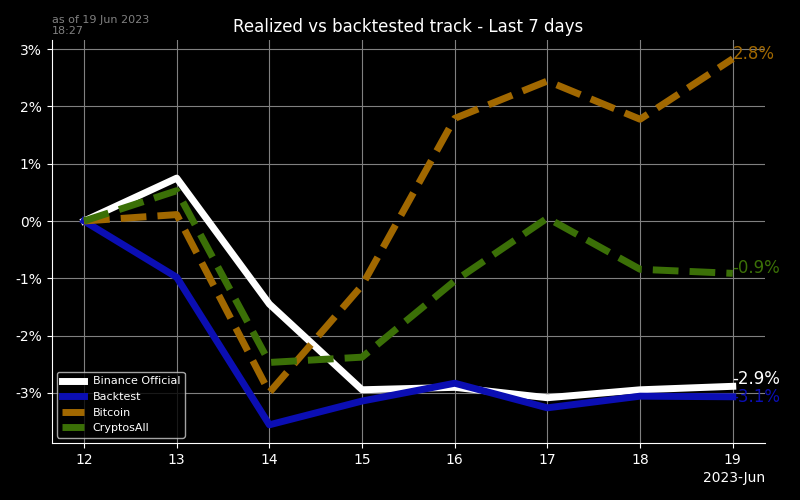 as of 19 Jun 2023
18:27
Realized vs backtested track - Last 7 days
3%
2%
1%
0%
-1%
-2%
-3%
2.8%
-0.9%
-2.9%
-3.1%
Binance Official
Backtest
Bitcoin
CryptosAll
12 13 14 15 16 17 18 19
2023-Jun